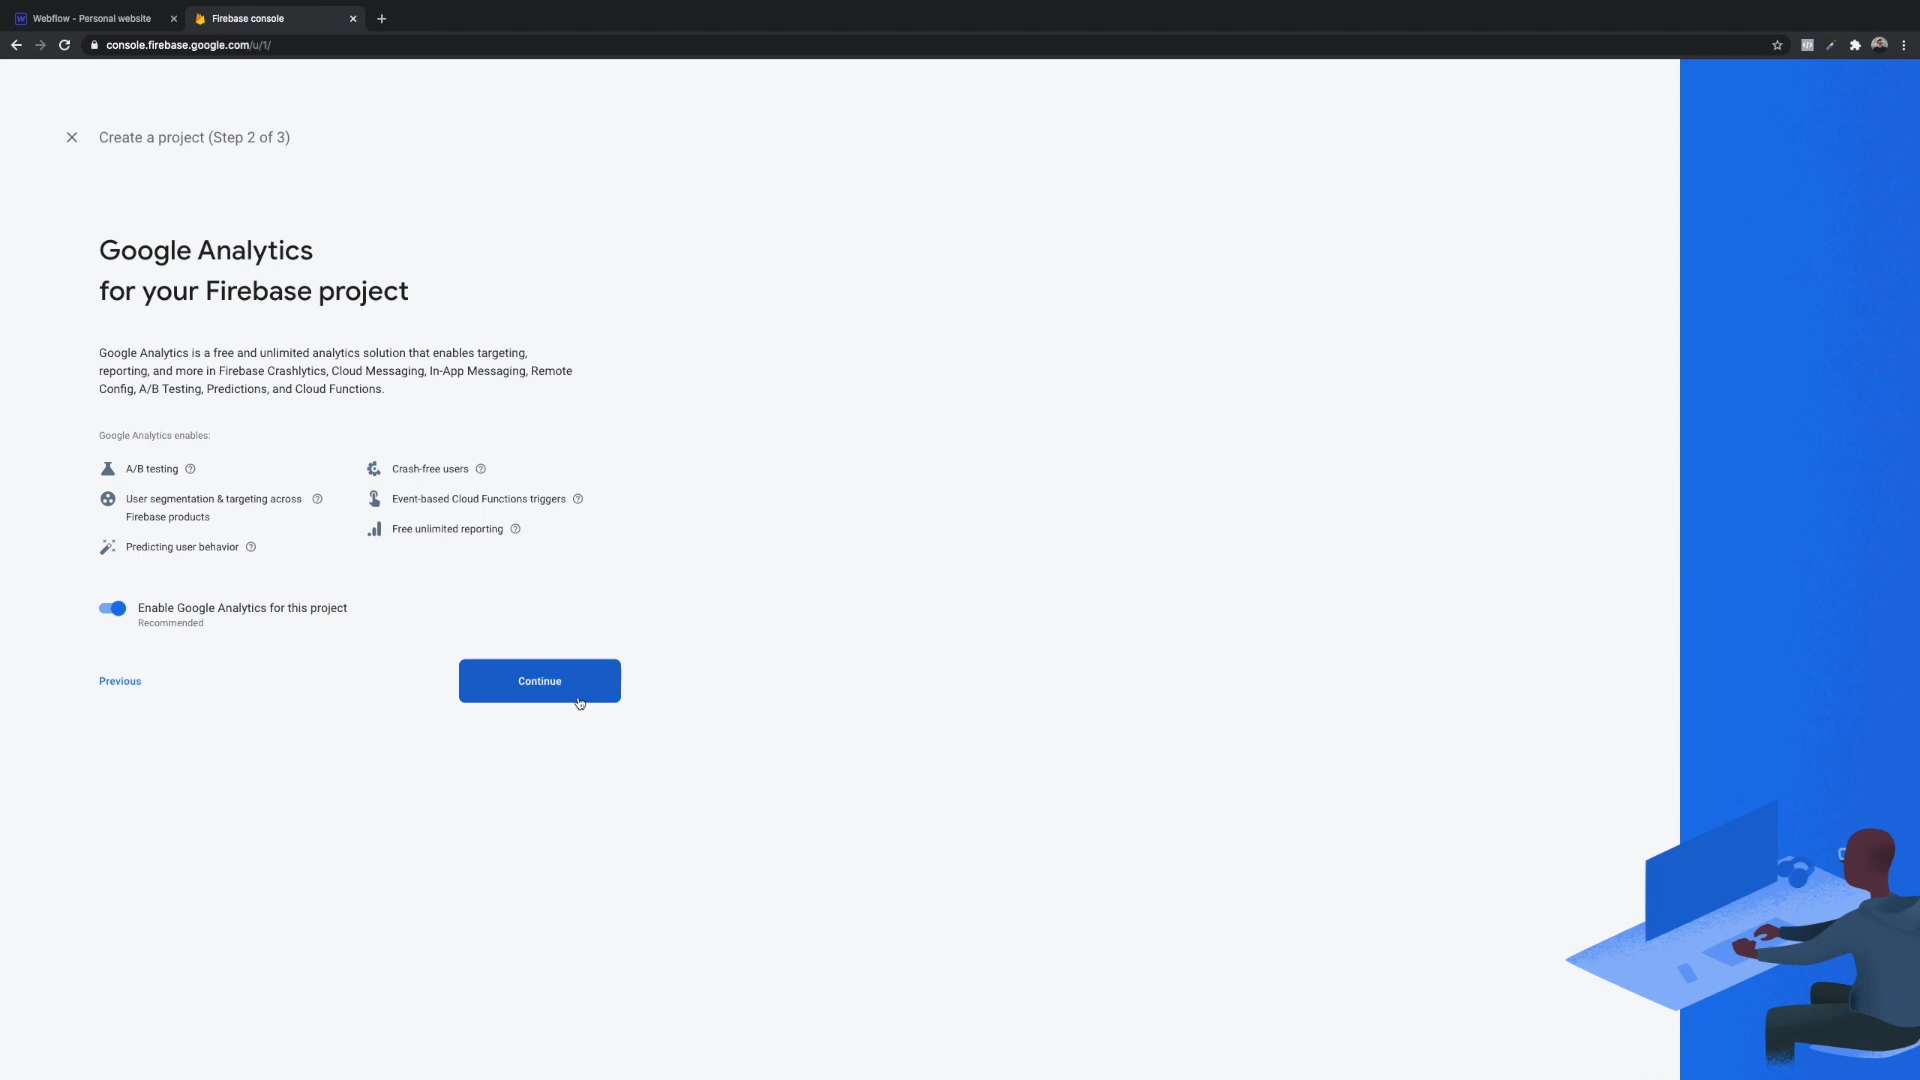 Webflow - Personal website
Firebase console
console.firebase.google.com/u/1/
Create a project (Step 2 of 3)
Google Analytics
for your Firebase project
Google Analytics is a free and unlimited analytics solution that enables targeting,
reporting, and more in Firebase Crashlytics, Cloud Messaging, In-App Messaging, Remote
Config, A/B Testing, Predictions, and Cloud Functions.
Google Analytics enables:
A/B testing
User segmentation & targeting across
Firebase products
Predicting user behavior
Crash-free users
Event-based Cloud Functions triggers
Free unlimited reporting
Enable Google Analytics for this project
Recommended
Previous
Continue